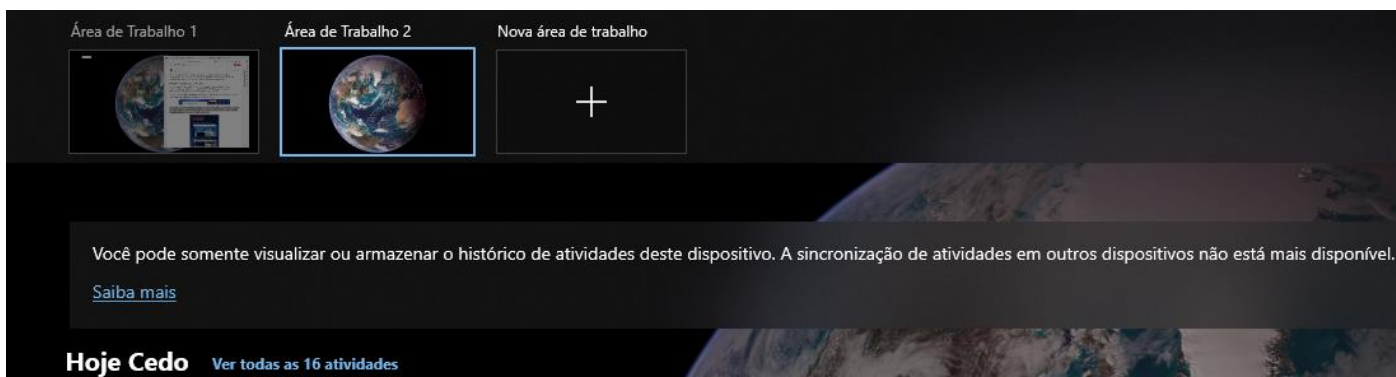 Área de Trabalho 1
Área de Trabalho 2
Nova área de trabalho
Você pode somente visualizar ou armazenar o histórico de atividades deste dispositivo. A sincronização de atividades em outros dispositivos não está mais disponível.
Saiba mais
Hoje Cedo Ver todas as 16 atividades